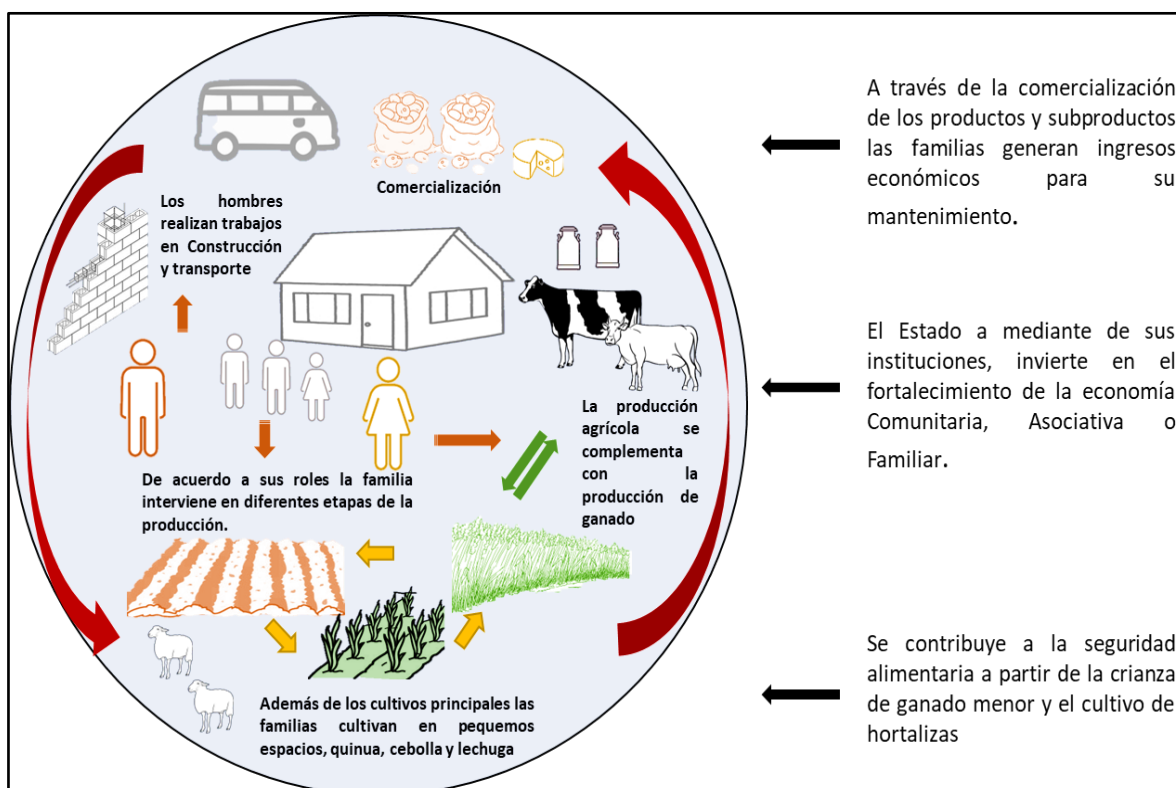 Comercialización
Los hombres
realizan trabajos
en Construcción
y transporte
La producción
agrícola se
complementa
con la
producción de
ganado
De acuerdo a sus roles la familia
interviene en diferentes etapas de la
producción.
Además de los cultivos principales las
familias cultivan en pequemos
espacios, quinua, cebolla y lechuga
A través de la comercialización
de los productos y subproductos
las familias generan ingresos
económicos para su
mantenimiento.
El Estado a mediante de sus
instituciones, invierte en el
fortalecimiento de la economía
Comunitaria, Asociativa o
Familiar.
Se contribuye a la seguridad
alimentaria a partir de la crianza
de ganado menor y el cultivo de
hortalizas